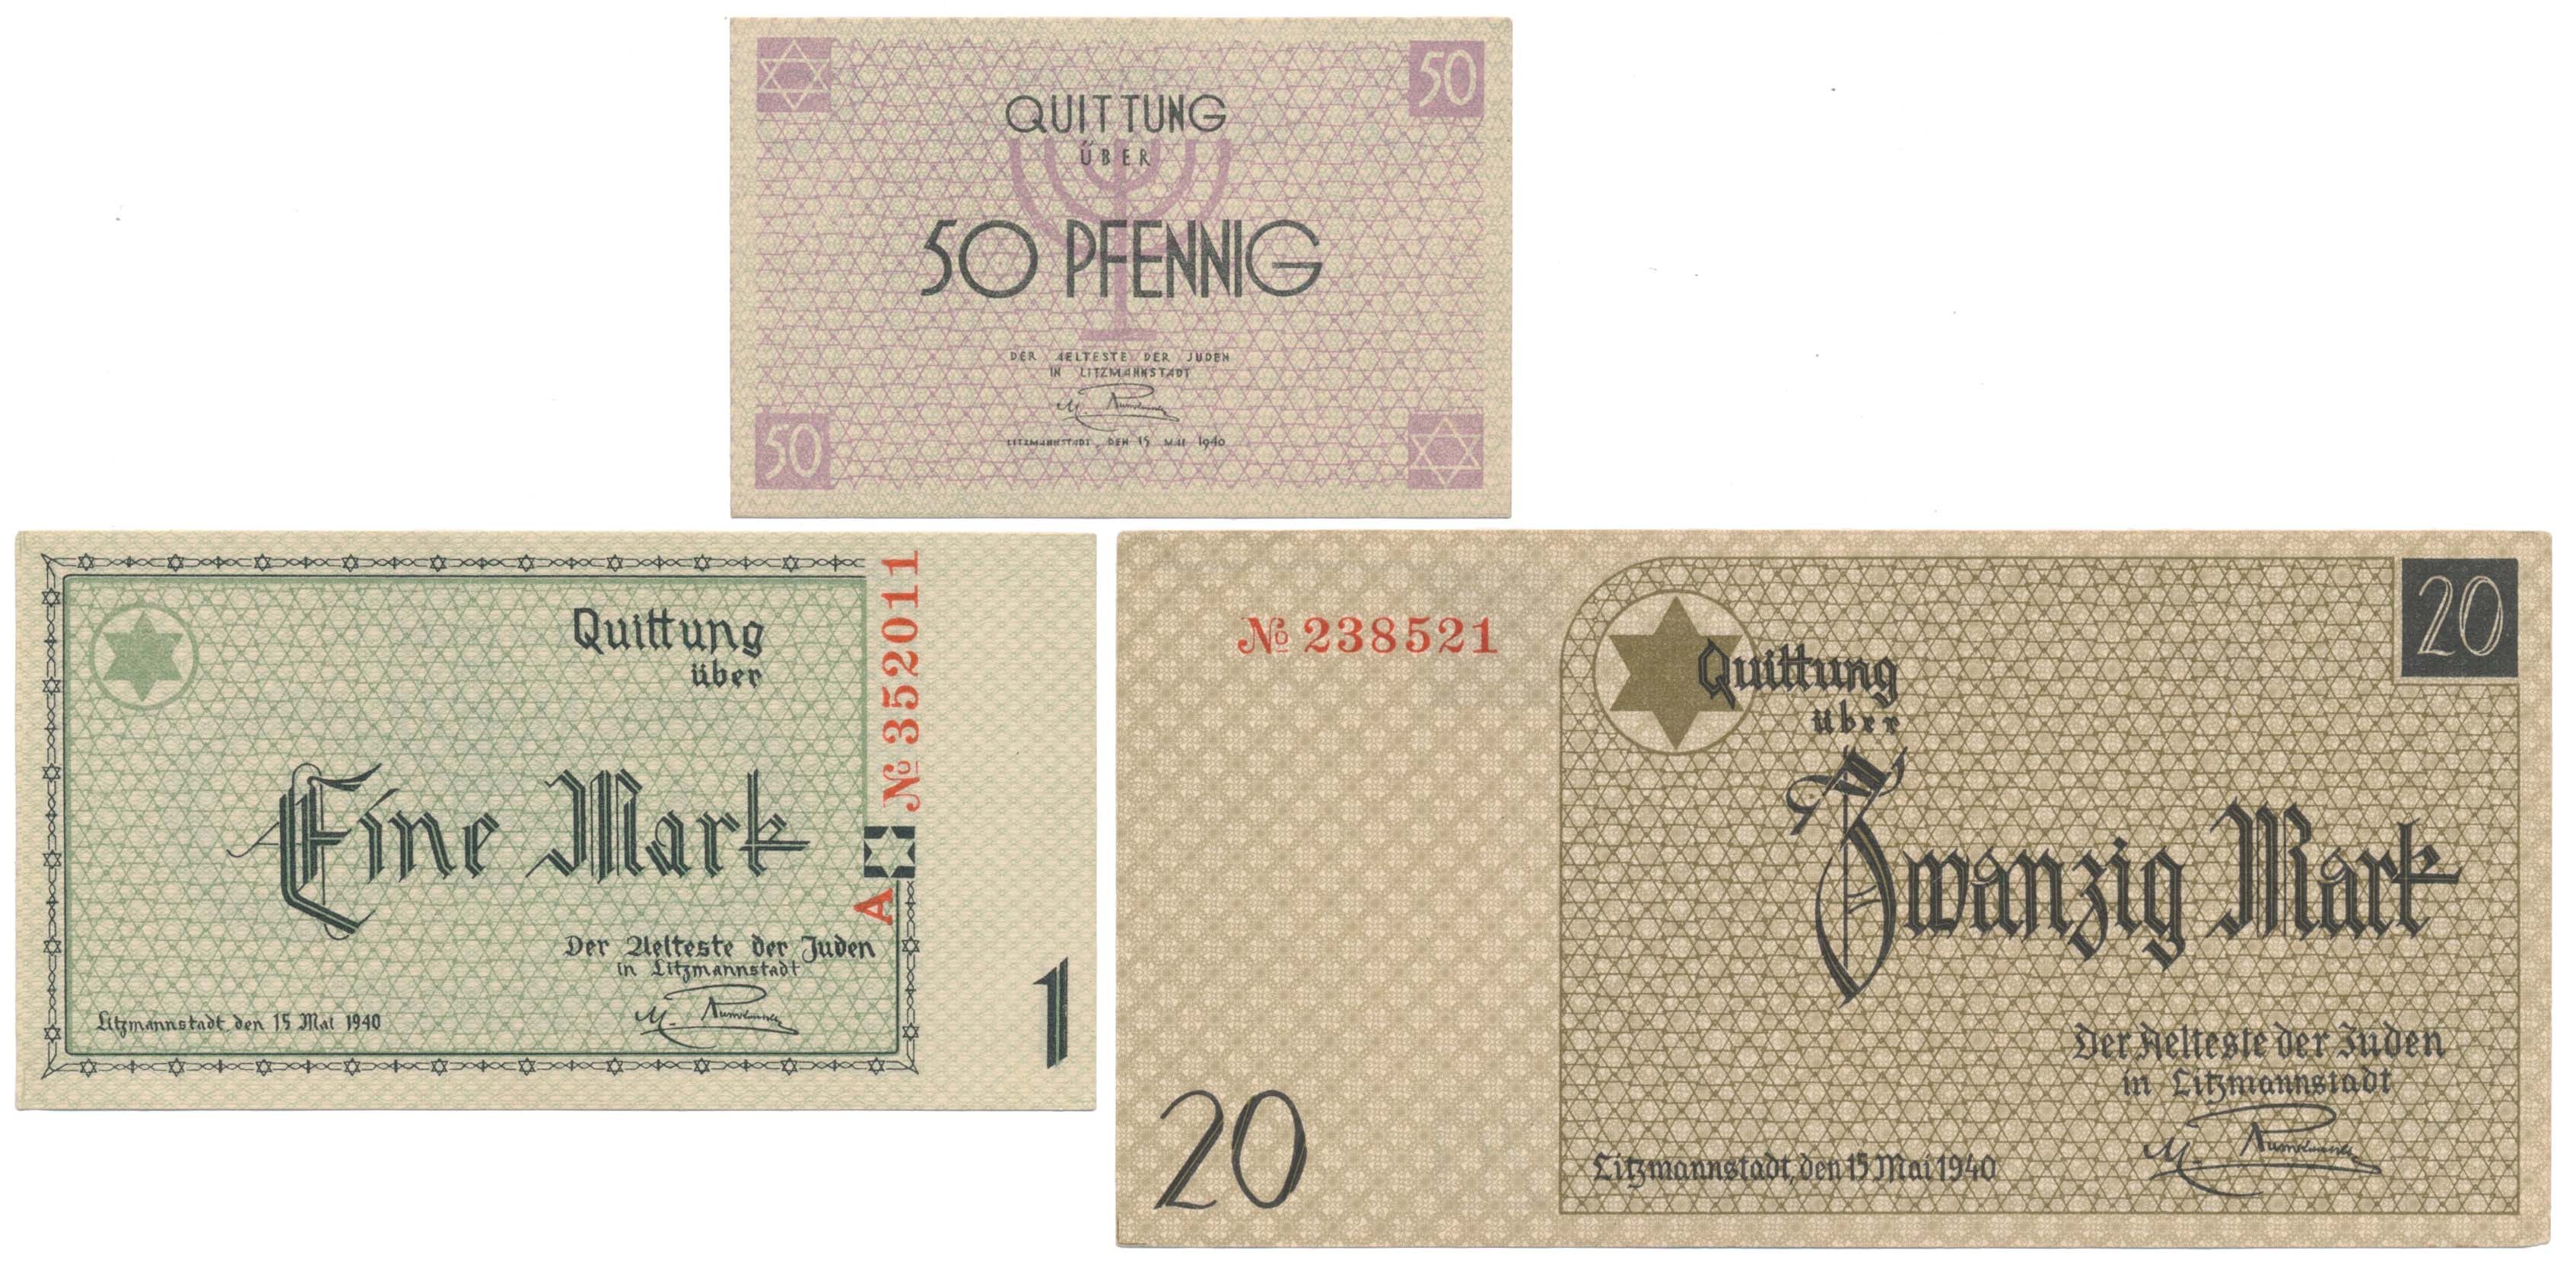 50
QUITTUNG
ÜBER
50 PFENNIG
DER AELTESTE DER JUDEN
IN LITZMANNSTADT
50
LITZMANNSTADT, DEN 15 MAI 1940
Quittung
über
Eine Mark
Der Aelteste der Juden
in Litzmannstadt
Litzmannstadt, den 15 Mai 1940
№ 352011
A
1
№ 238521
20
Quittung
über
Zwanzig Mark
Der Aelteste der Juden
in Litzmannstadt
Litzmannstadt, den 15 Mai 1940
20